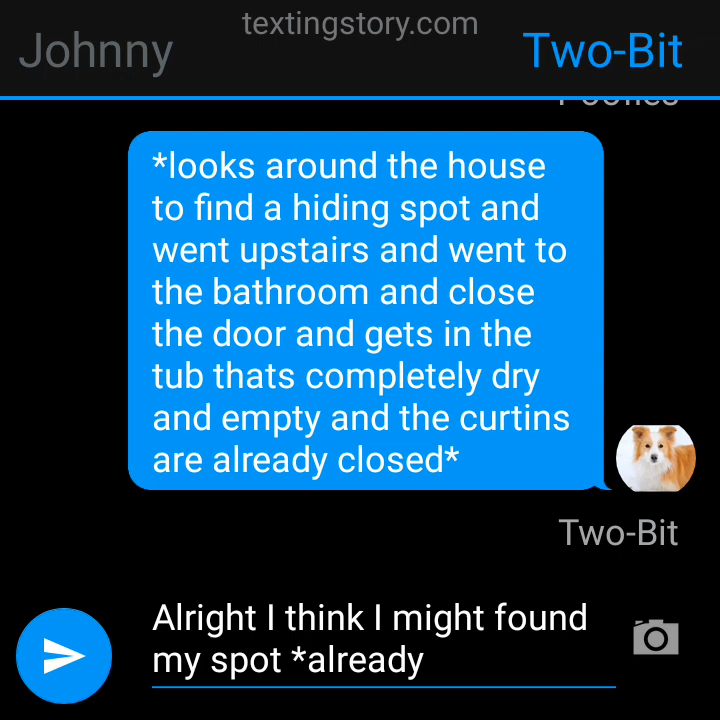 textingstory.com
Johnny
Two-Bit
*looks around the house
to find a hiding spot and
went upstairs and went to
the bathroom and close
the door and gets in the
tub thats completely dry
and empty and the curtins
are already closed*
Two-Bit
Alright I think I might found
my spot *already